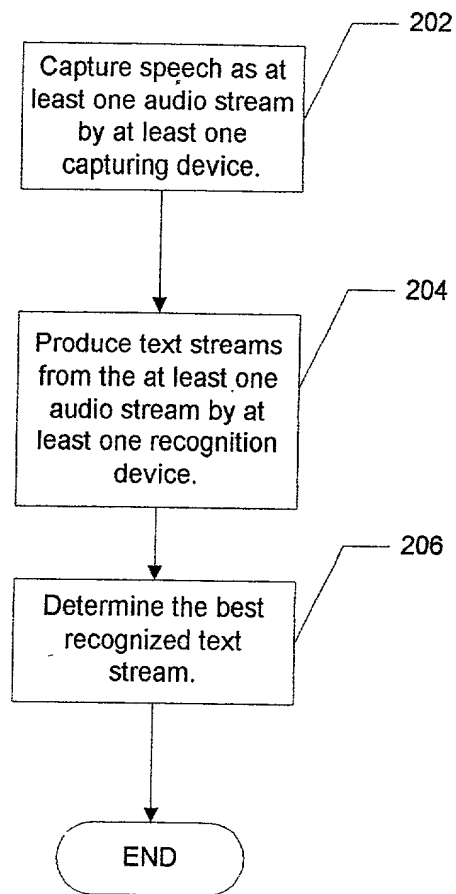 202
Capture speech as at
least one audio stream
by at least one
capturing device.
204
Produce text streams
from the at least one
audio stream by at
least one recognition
device.
206
Determine the best
recognized text
stream.
END